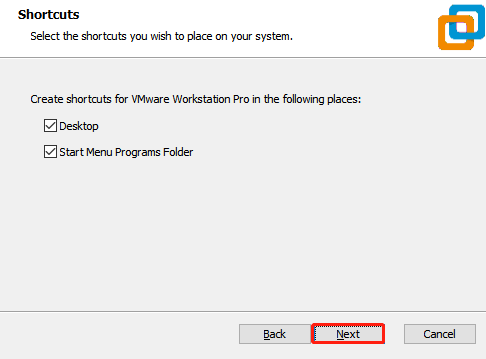 Shortcuts
Select the shortcuts you wish to place on your system.
Create shortcuts for VMware Workstation Pro in the following places:
Desktop
Start Menu Programs Folder
Back Next Cancel